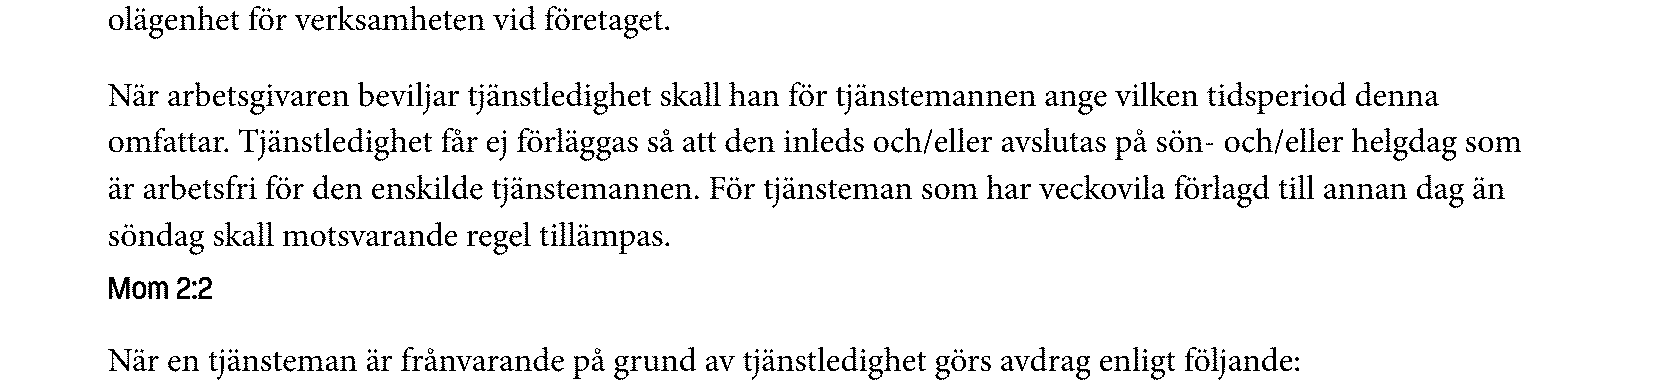 olägenhet för verksamheten vid företaget.
När arbetsgivaren beviljar tjänstledighet skall han för tjänstemannen ange vilken tidsperiod denna
omfattar. Tjänstledighet får ej förläggas så att den inleds och/eller avslutas på sön- och/eller helgdag som
är arbetsfri för den enskilde tjänstemannen. För tjänsteman som har veckovila förlagd till annan dag än
söndag skall motsvarande regel tillämpas.
Mom 2:2
När en tjänsteman är frånvarande på grund av tjänstledighet görs avdrag enligt följande: